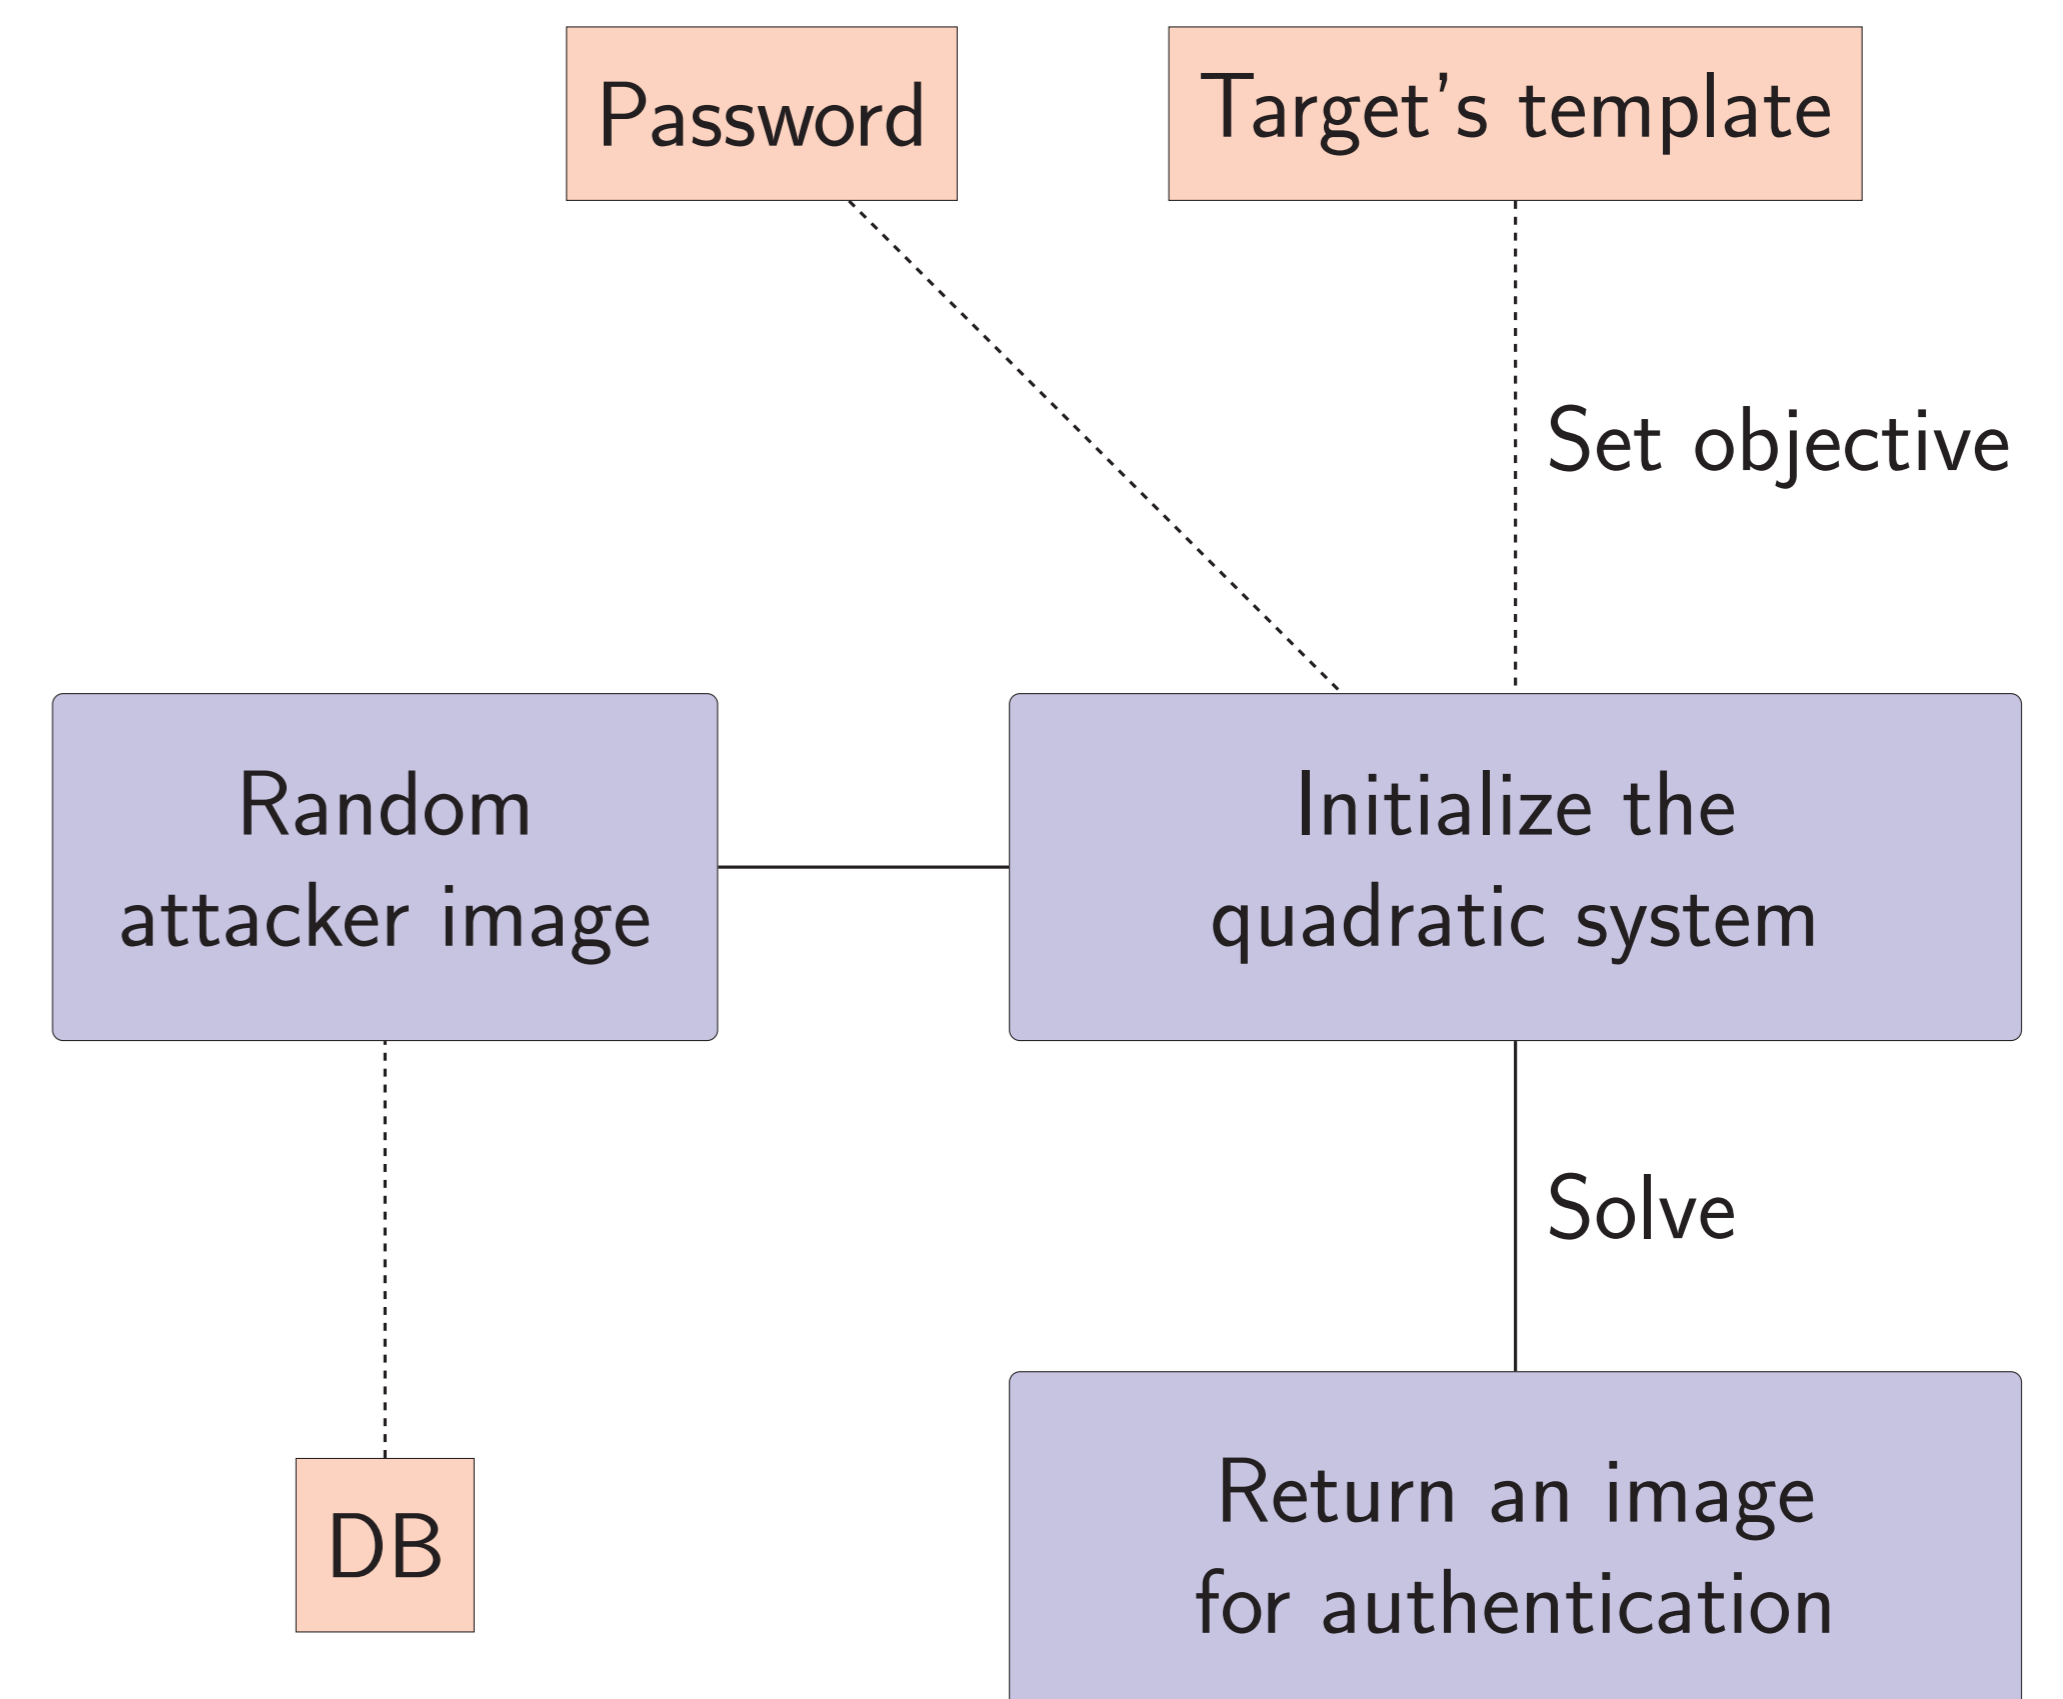 Password
Target's template
Set objective
Random
attacker image
Initialize the
quadratic system
Solve
DB
Return an image
for authentication